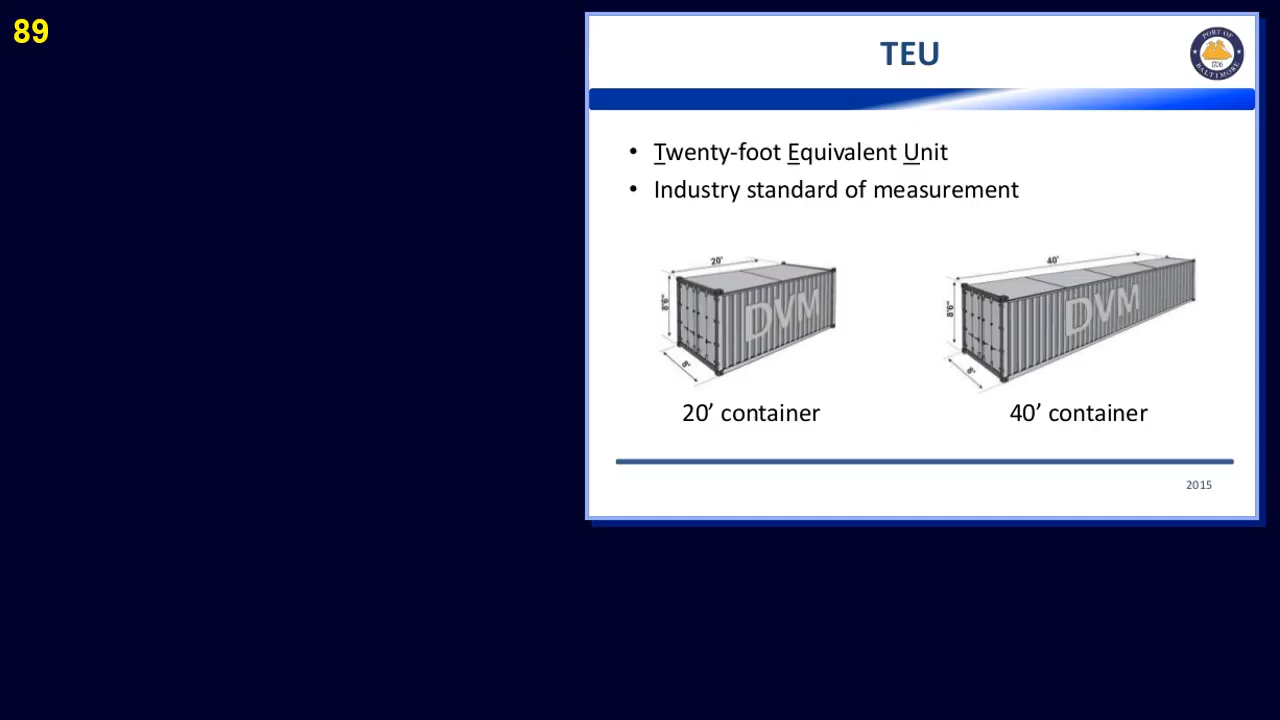 89
TEU
PORT OF
1706
BALTIMORE
• Twenty-foot Equivalent Unit
• Industry standard of measurement
20'
8'6"
8'
DVM
40'
8'6"
8'
DVM
20’ container
40’ container
2015